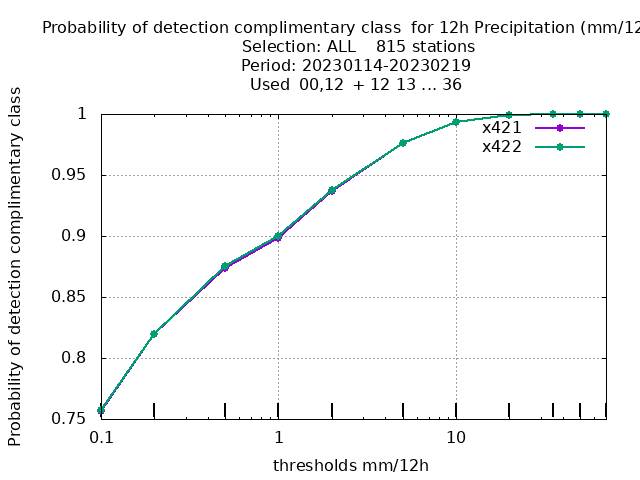 Probability of detection complimentary class  for 12h Precipitation (mm/12
Selection: ALL    815 stations
Period: 20230114-20230219
Used  00,12  + 12 13 ... 36
Probability of detection complimentary class
1
0.95
0.9
0.85
0.8
0.75
x421
x422
0.1
1
10
thresholds mm/12h